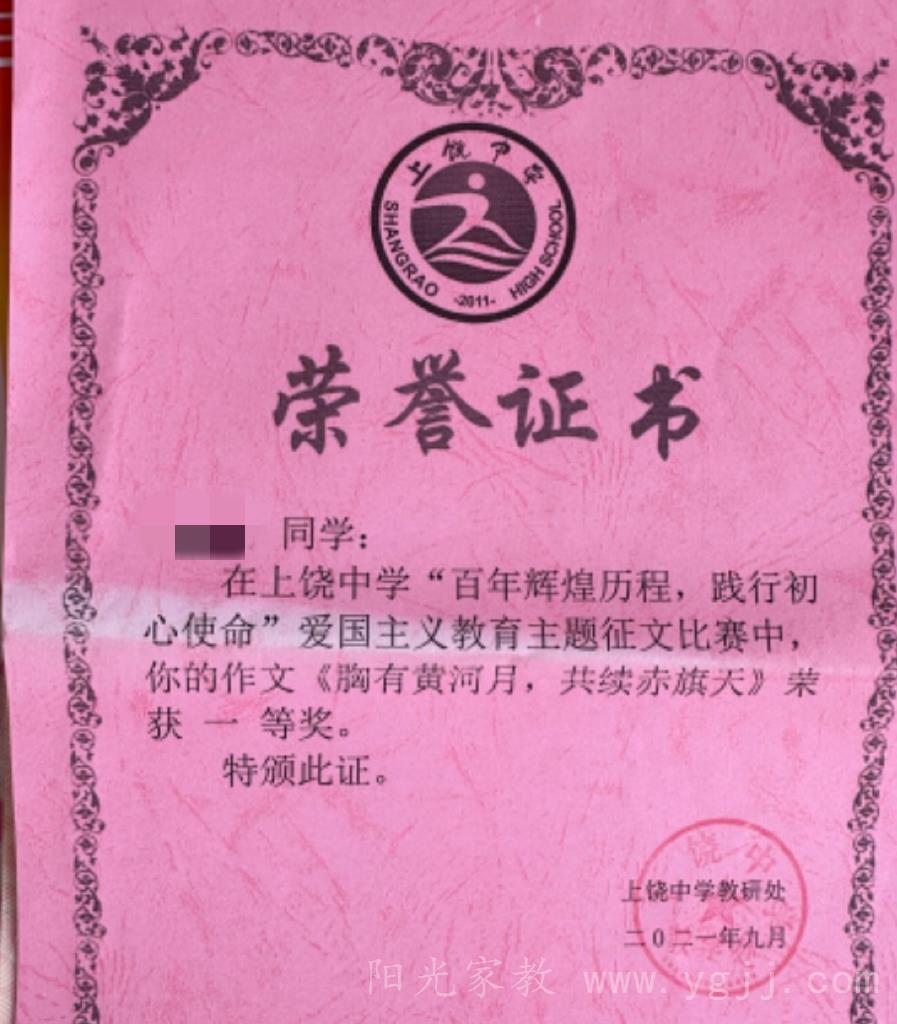 上饶中学
SHANGRAO HIGH SCHOOL
-2011-
荣誉证书
同学：
在上饶中学“百年辉煌历程，践行初
心使命”爱国主义教育主题征文比赛中，
你的作文《胸有黄河月，共续赤旗天》荣
获 一 等奖。
特颁此证。
上饶中学教研处
二0二一年九月
阳光家教 www.ygjj.com